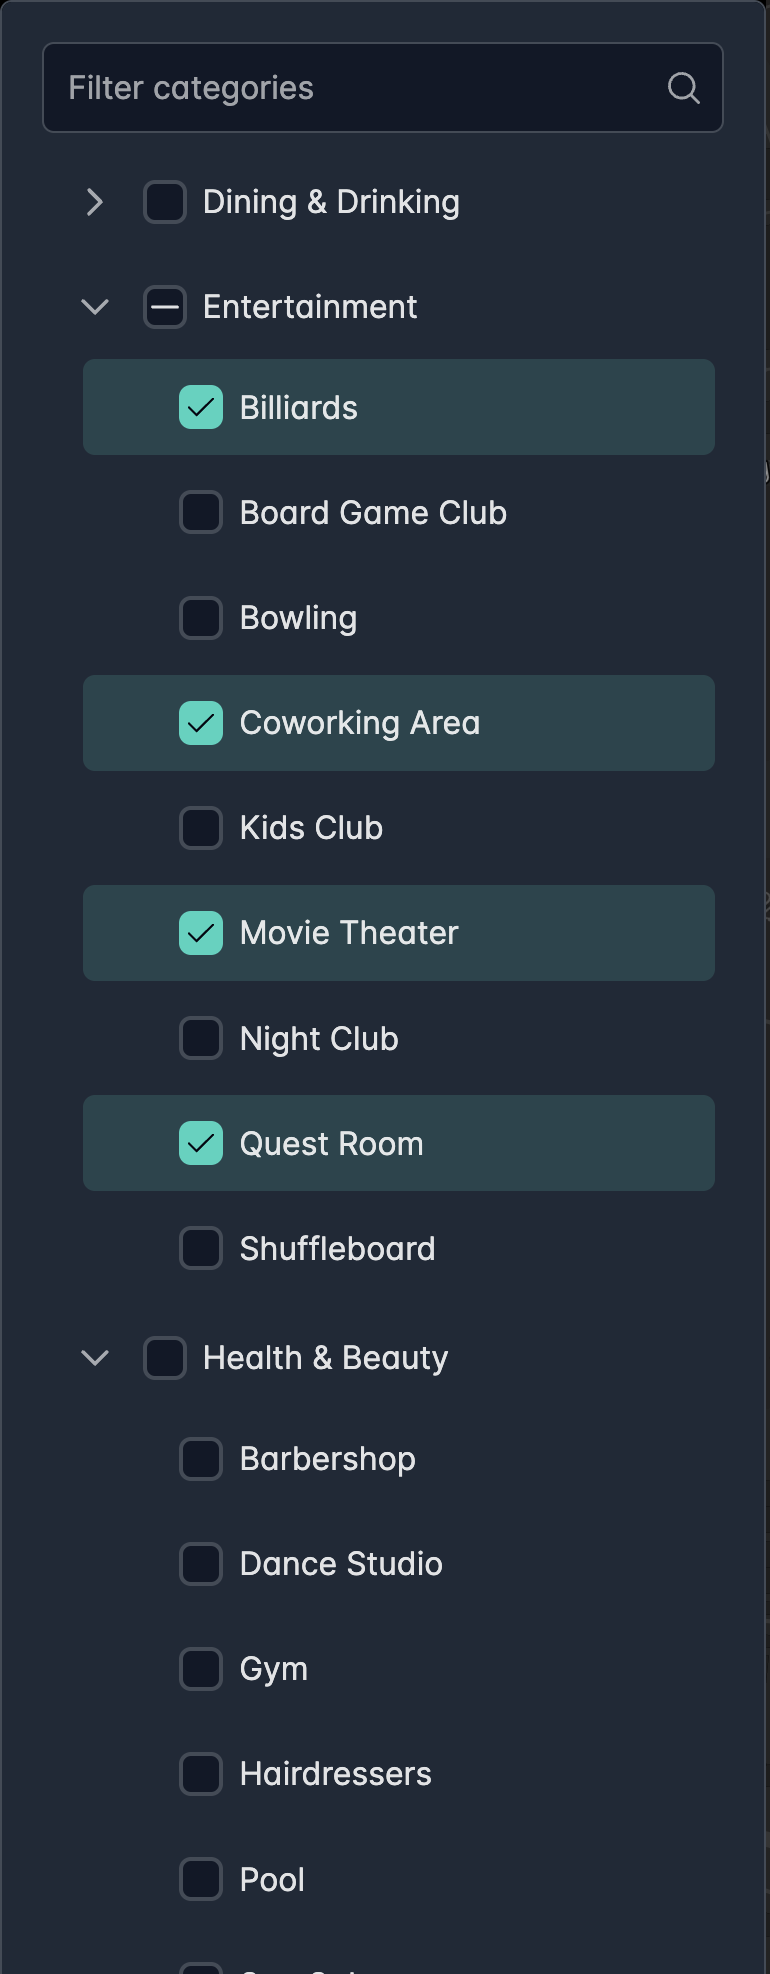 Filter categories
Dining & Drinking
Entertainment
Billiards
Board Game Club
Bowling
Coworking Area
Kids Club
Movie Theater
Night Club
Quest Room
Shuffleboard
Health & Beauty
Barbershop
Dance Studio
Gym
Hairdressers
Pool